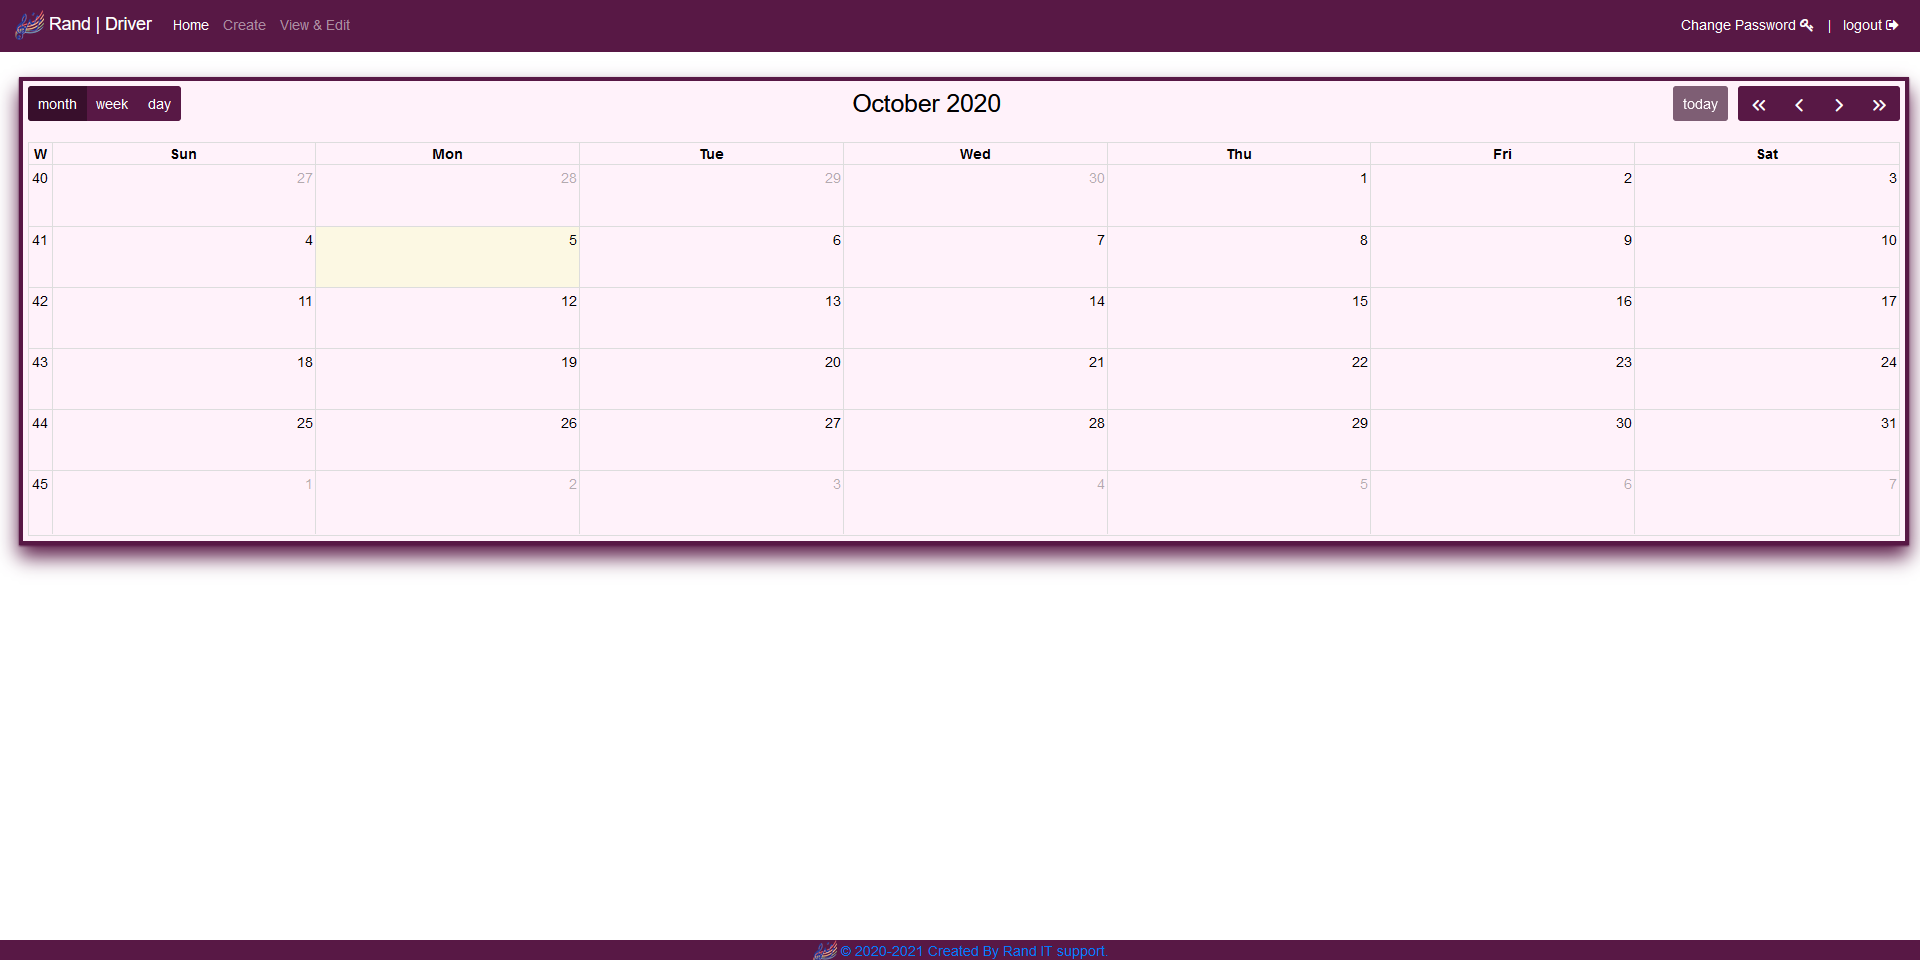 Rand | Driver Home Create View & Edit Change Password | logout
month week day October 2020 today
W Sun Mon Tue Wed Thu Fri Sat
40 27 28 29 30 1 2 3
41 4 5 6 7 8 9 10
42 11 12 13 14 15 16 17
43 18 19 20 21 22 23 24
44 25 26 27 28 29 30 31
45 1 2 3 4 5 6 7
© 2020-2021 Created By Rand IT support.